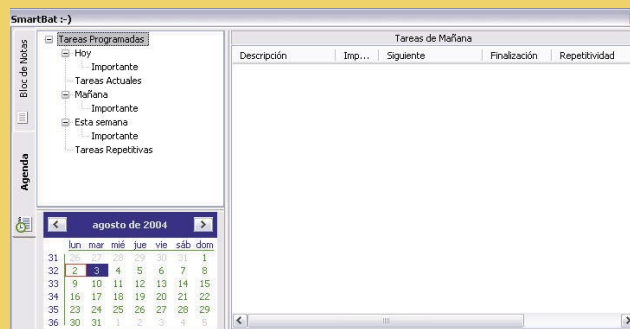 SmartBat :-)
Bloc de Notas
Agenda
Tareas Programadas
Hoy
Importante
Tareas Actuales
Mañana
Importante
Esta semana
Importante
Tareas Repetitivas
agosto de 2004
lun mar mié jue vie sáb dom
31 26 27 28 29 30 31 1
32 2 3 4 5 6 7 8
33 9 10 11 12 13 14 15
34 16 17 18 19 20 21 22
35 23 24 25 26 27 28 29
36 30 31 1 2 3 4 5
Tareas de Mañana
Descripción Imp... Siguiente Finalización Repetitividad